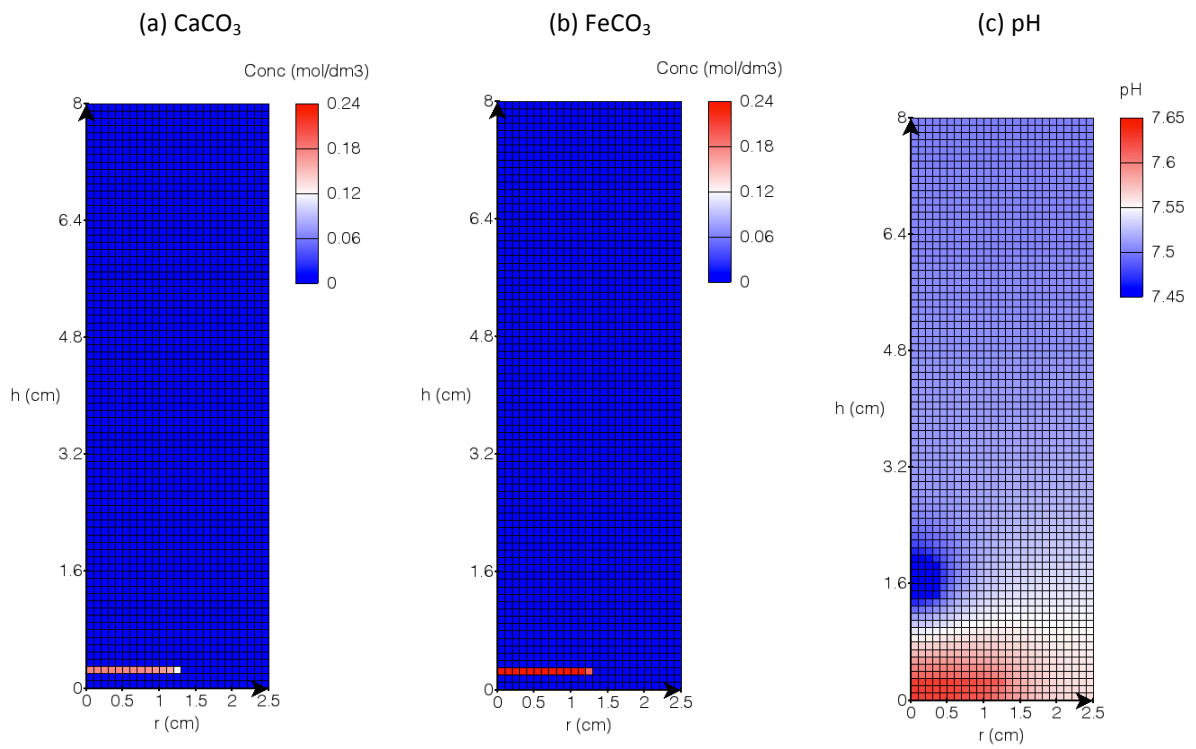 (a) CaCO₃
Conc (mol/dm3)
8
6.4
4.8
h (cm)
3.2
1.6
0
0 0.5 1 1.5 2 2.5
r (cm)
0.24
0.18
0.12
0.06
0
(b) FeCO₃
Conc (mol/dm3)
8
6.4
4.8
h (cm)
3.2
1.6
0
0 0.5 1 1.5 2 2.5
r (cm)
0.24
0.18
0.12
0.06
0
(c) pH
pH
8
6.4
4.8
h (cm)
3.2
1.6
0
0 0.5 1 1.5 2 2.5
r (cm)
7.65
7.6
7.55
7.5
7.45